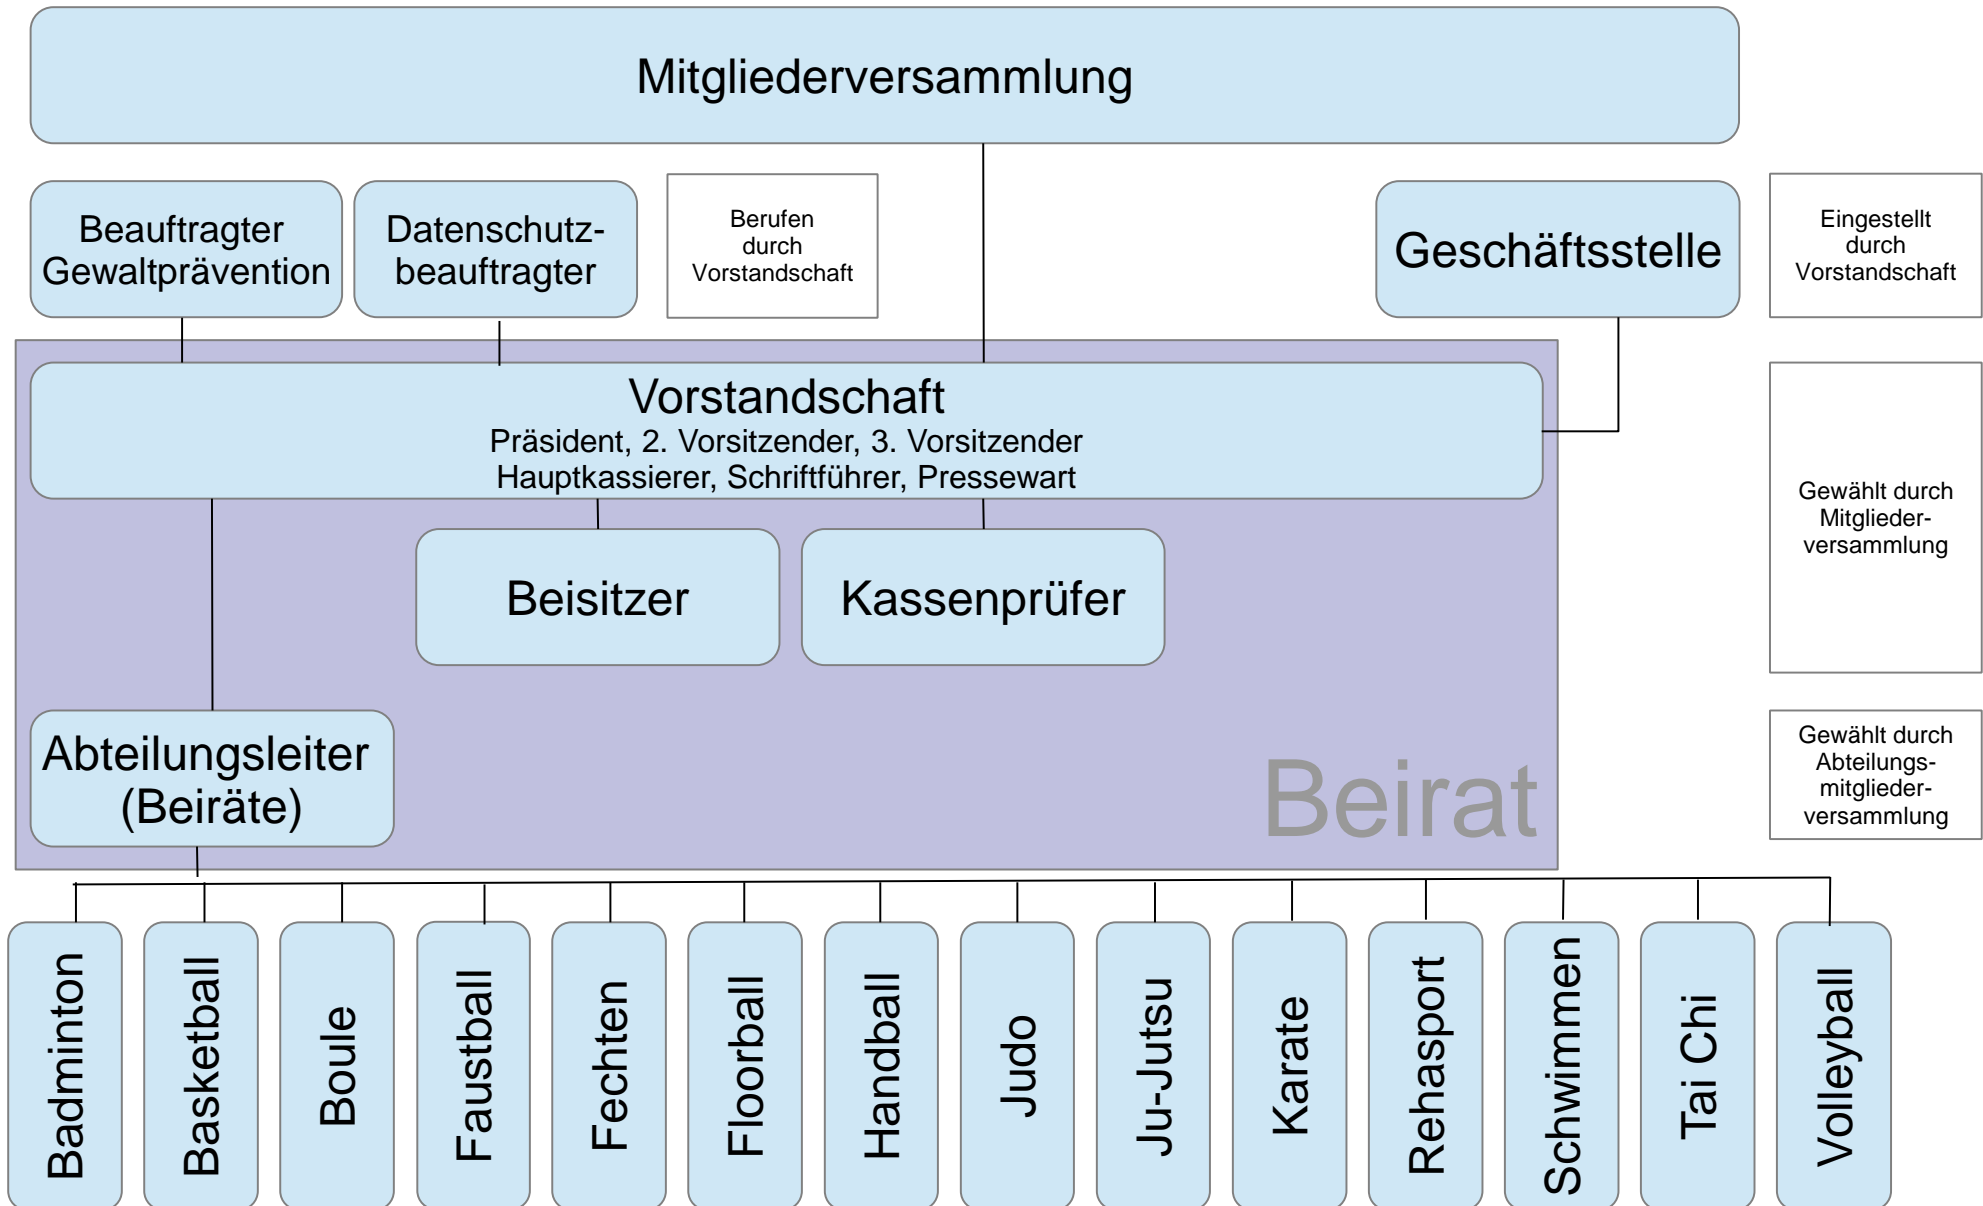 Mitgliederversammlung
Beauftragter
Gewaltprävention
Datenschutz-
beauftragter
Berufen
durch
Vorstandschaft
Geschäftsstelle
Eingestellt
durch
Vorstandschaft
Vorstandschaft
Präsident, 2. Vorsitzender, 3. Vorsitzender
Hauptkassierer, Schriftführer, Pressewart
Gewählt durch
Mitglieder-
versammlung
Beisitzer
Kassenprüfer
Abteilungsleiter
(Beiräte)
Beirat
Gewählt durch
Abteilungs-
mitglieder-
versammlung
Badminton
Basketball
Boule
Faustball
Fechten
Floorball
Handball
Judo
Ju-Jutsu
Karate
Rehasport
Schwimmen
Tai Chi
Volleyball